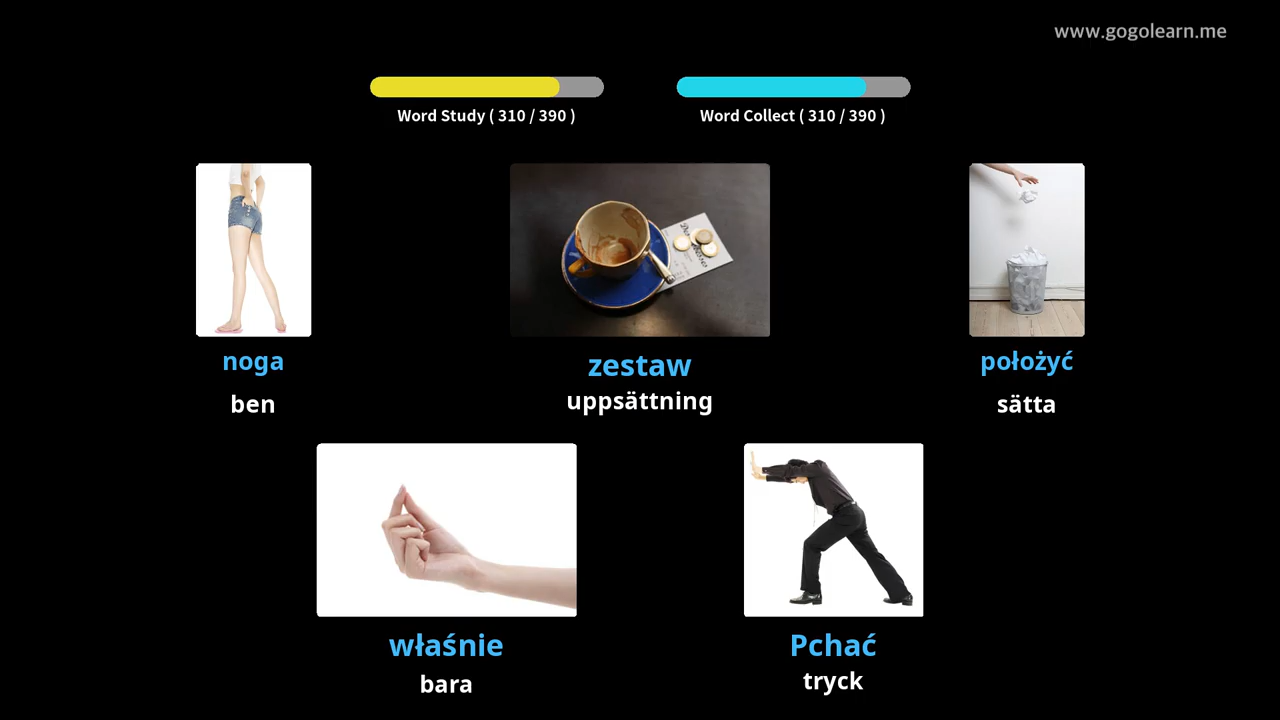 www.gogolearn.me
Word Study ( 310 / 390 )
Word Collect ( 310 / 390 )
noga
ben
zestaw
uppsättning
położyć
sätta
właśnie
bara
Pchać
tryck